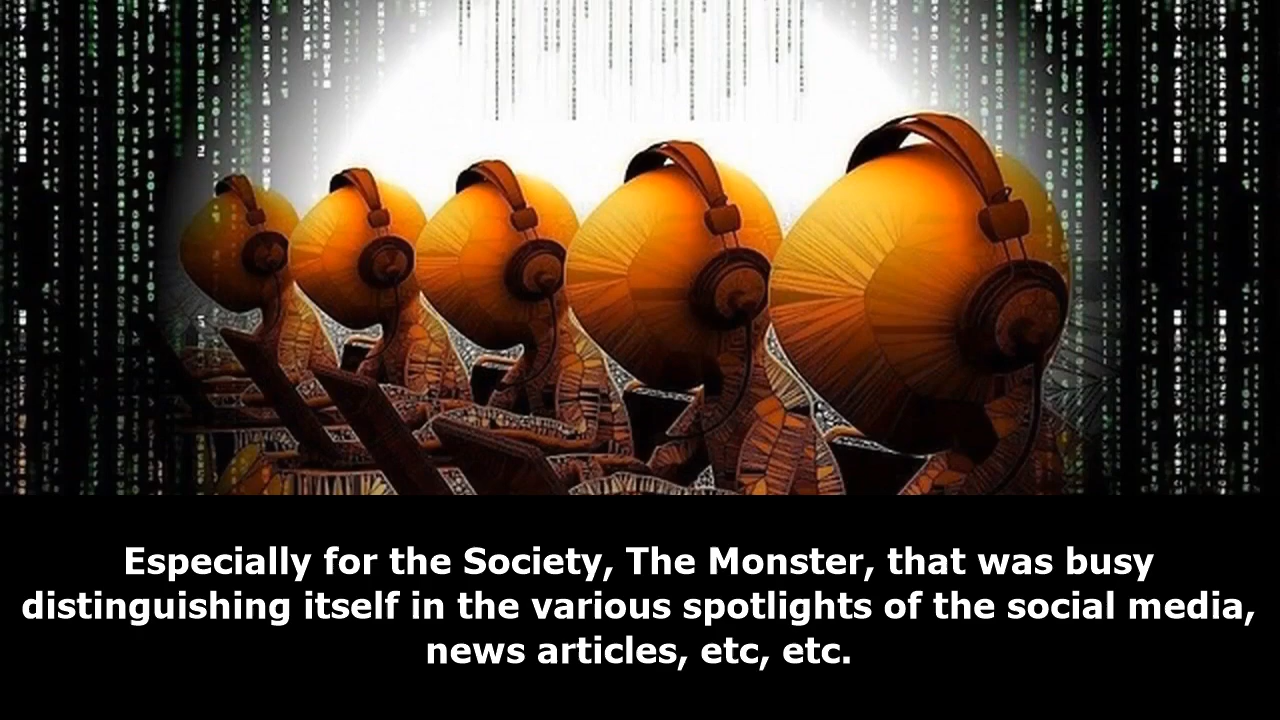 Especially for the Society, The Monster, that was busy
distinguishing itself in the various spotlights of the social media,
news articles, etc, etc.